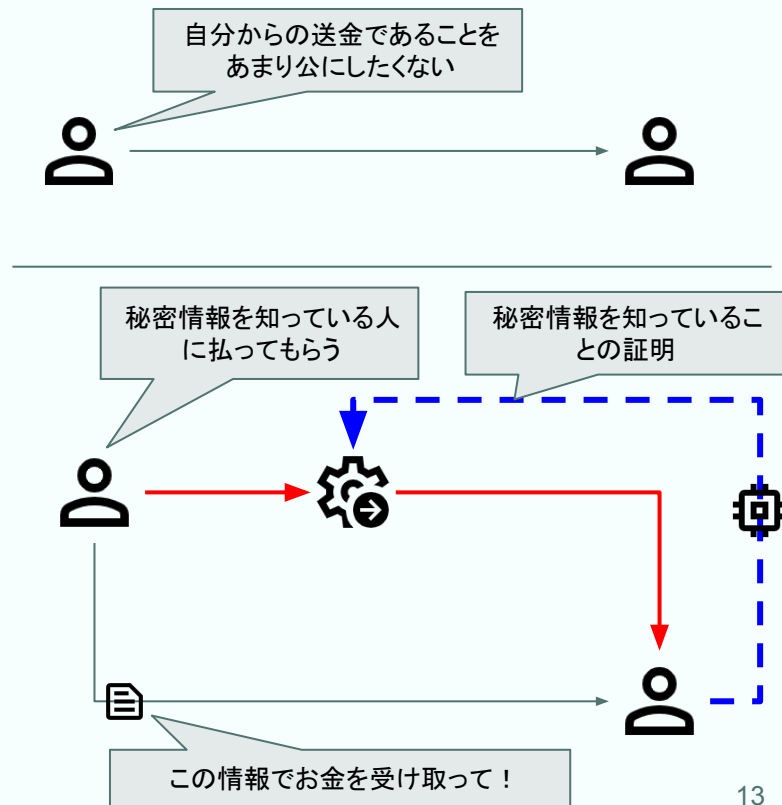 自分からの送金であることを
あまり公にしたくない
秘密情報を知っている人
に払ってもらう
秘密情報を知っているこ
との証明
この情報でお金を受け取って！
13